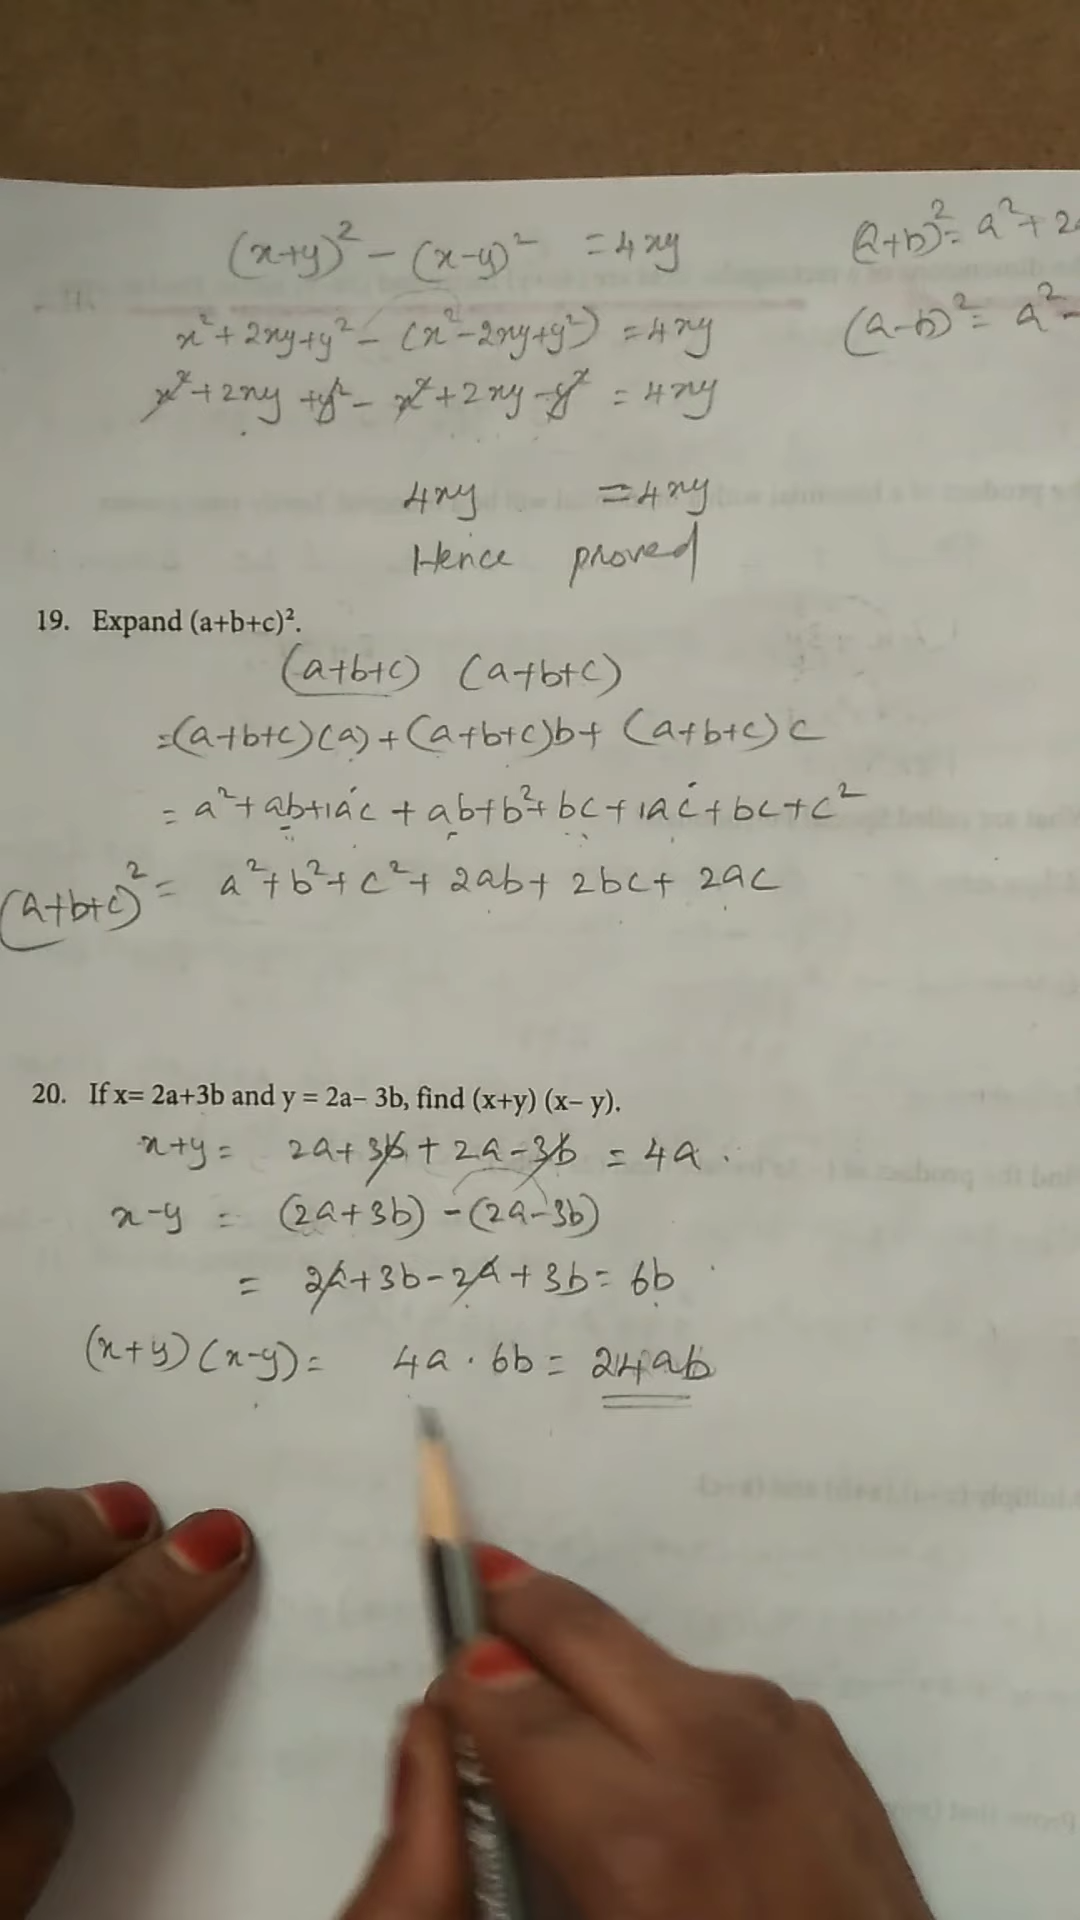 (x+y)² – (x-y)² = 4xy
(a+b)² = a² + 2
x² + 2xy + y² – (x² - 2xy + y²) = 4xy
(a-b)² = a² -
x² + 2xy + y² – x² + 2xy - y² = 4xy
4xy = 4xy
Hence proved
19. Expand (a+b+c)².
(a+b+c) (a+b+c)
= (a+b+c)(a) + (a+b+c)b + (a+b+c)c
= a² + ab + 1ac + ab + b² + bc + 1ac + bc + c²
(a+b+c)² = a² + b² + c² + 2ab + 2bc + 2ac
20. If x= 2a+3b and y = 2a– 3b, find (x+y) (x– y).
x+y = 2a + 3b + 2a - 3b = 4a .
x-y = (2a+3b) - (2a-3b)
= 2a + 3b - 2a + 3b = 6b
(x+y) (x-y) = 4a . 6b = 24ab